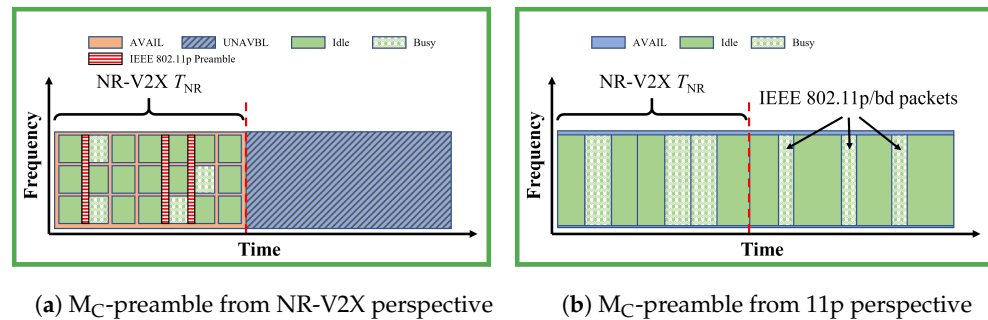 AVAIL UNAVBL Idle Busy
IEEE 802.11p Preamble
NR-V2X T_NR
Frequency
Time
(a) M_C-preamble from NR-V2X perspective
AVAIL Idle Busy
NR-V2X T_NR
IEEE 802.11p/bd packets
Frequency
Time
(b) M_C-preamble from 11p perspective